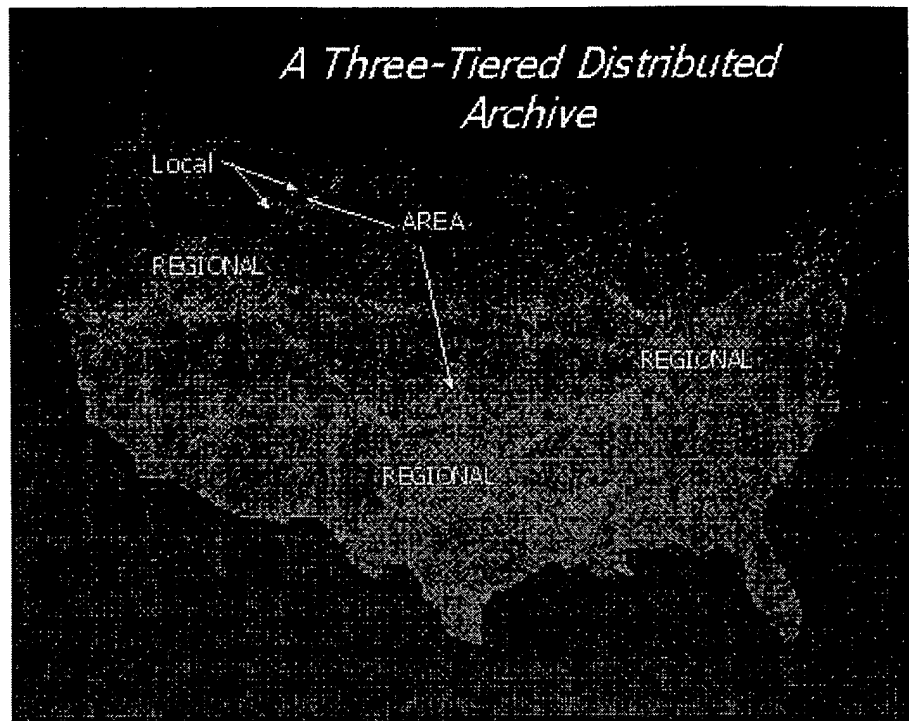 A Three-Tiered Distributed
Archive
Local
AREA
REGIONAL
REGIONAL
REGIONAL